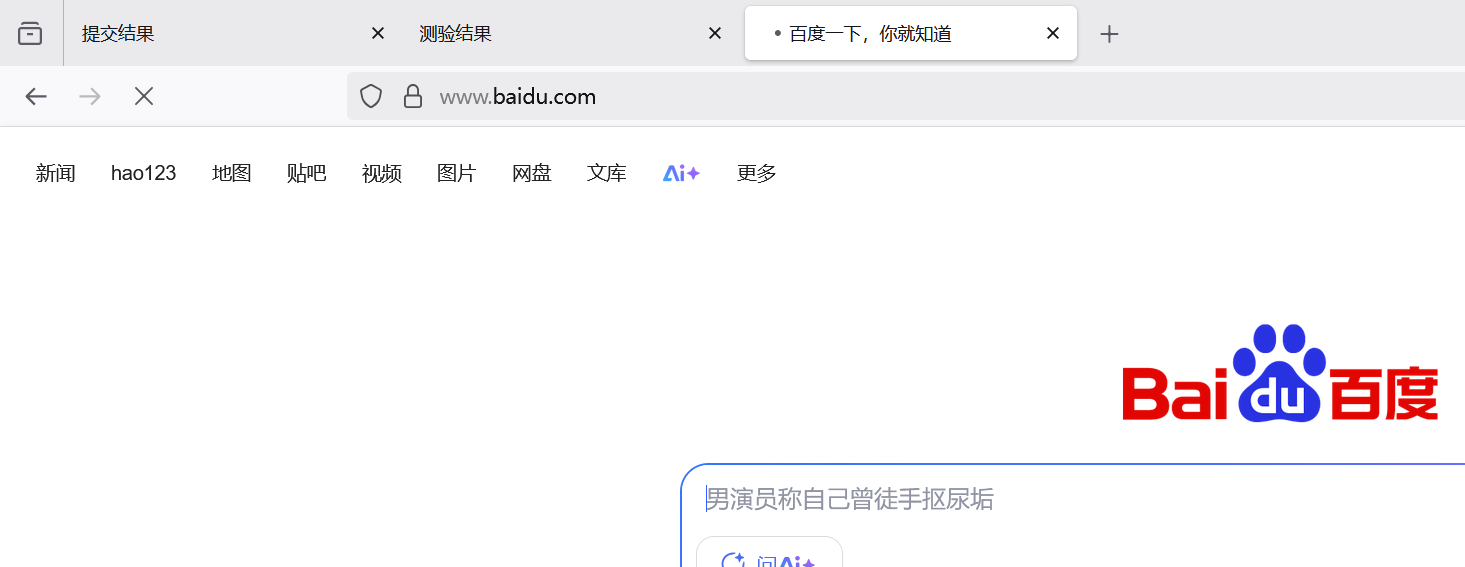 提交结果 测验结果 百度一下，你就知道
www.baidu.com
新闻 hao123 地图 贴吧 视频 图片 网盘 文库 Ai 更多
Bai du 百度
男演员称自己曾徒手抠尿垢
问Ai